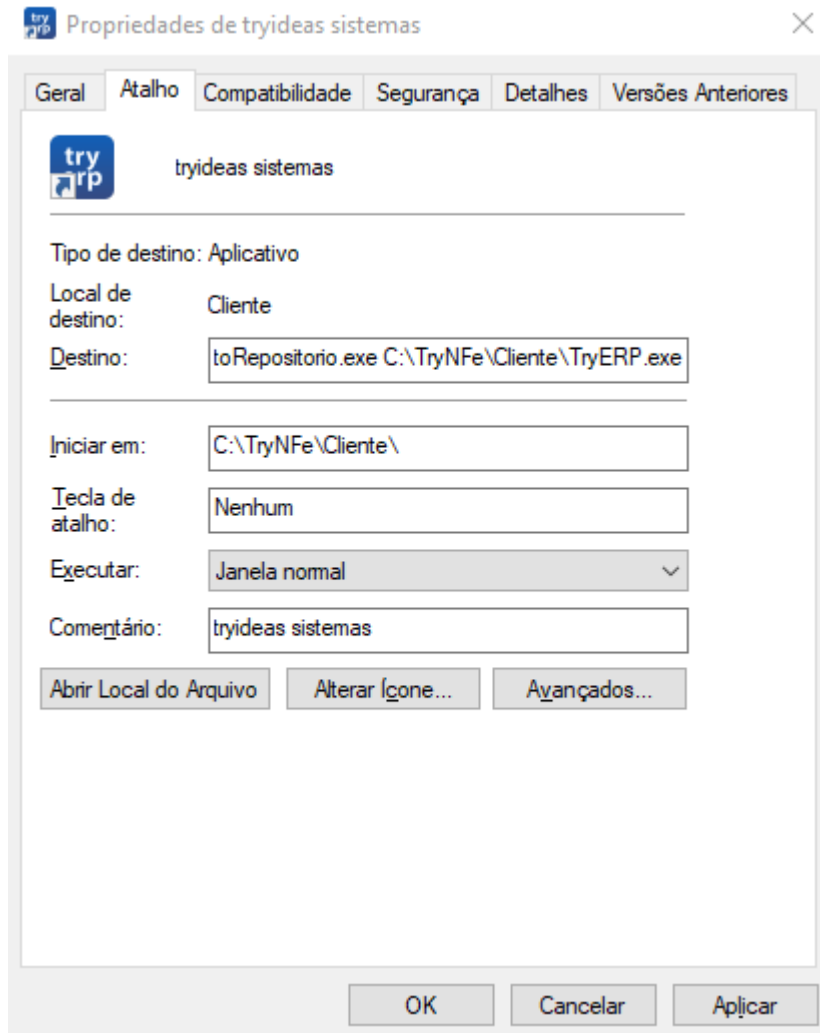 try erp Propriedades de tryideas sistemas
Geral Atalho Compatibilidade Segurança Detalhes Versões Anteriores
try
rp
tryideas sistemas
Tipo de destino: Aplicativo
Local de
destino:
Cliente
Destino: toRepositorio.exe C:\TryNFe\Cliente\TryERP.exe
Iniciar em: C:\TryNFe\Cliente\
Tecla de
atalho:
Nenhum
Executar: Janela normal
Comentário: tryideas sistemas
Abrir Local do Arquivo Alterar Ícone... Avançados...
OK Cancelar Aplicar